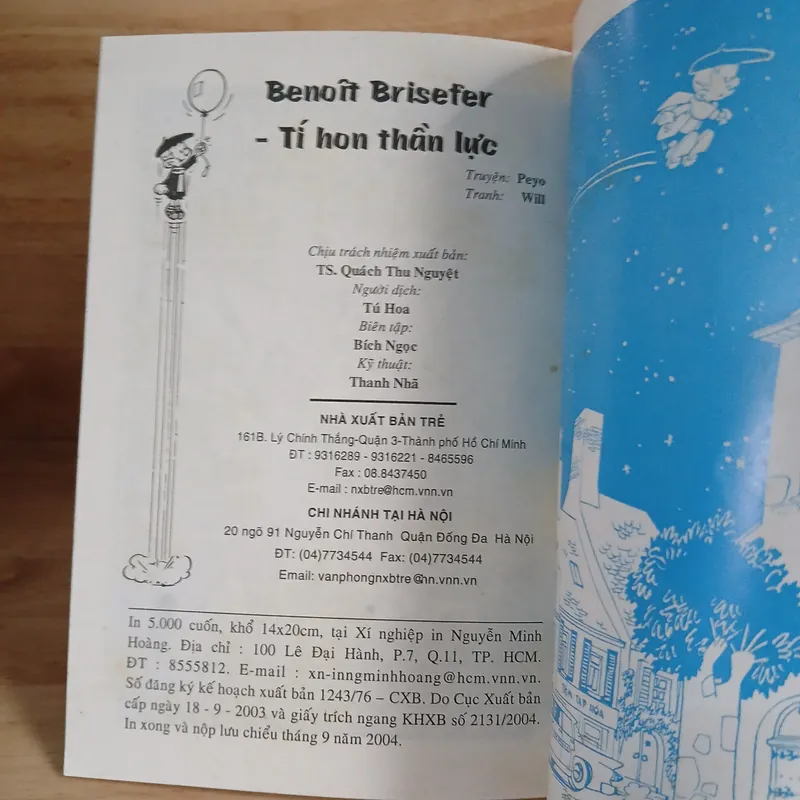 Benoît Brisefer
- Tí hon thần lực
Truyện: Peyo
Tranh: Will
Chịu trách nhiệm xuất bản:
TS. Quách Thu Nguyệt
Người dịch:
Tú Hoa
Biên tập:
Bích Ngọc
Kỹ thuật:
Thanh Nhã
NHÀ XUẤT BẢN TRẺ
161B. Lý Chính Thắng-Quận 3-Thành phố Hồ Chí Minh
ĐT : 9316289 - 9316221 - 8465596
Fax : 08.8437450
E-mail : nxbtre@hcm.vnn.vn
CHI NHÁNH TẠI HÀ NỘI
20 ngõ 91 Nguyễn Chí Thanh Quận Đống Đa Hà Nội
ĐT: (04)7734544 Fax: (04)7734544
Email: vanphongnxbtre@hn.vnn.vn
In 5.000 cuốn, khổ 14x20cm, tại Xí nghiệp in Nguyễn Minh
Hoàng. Địa chỉ : 100 Lê Đại Hành, P.7, Q.11, TP. HCM.
ĐT : 8555812. E-mail : xn-inngminhhoang@hcm.vnn.vn.
Số đăng ký kế hoạch xuất bản 1243/76 – CXB. Do Cục Xuất bản
cấp ngày 18 - 9 - 2003 và giấy trích ngang KHXB số 2131/2004.
In xong và nộp lưu chiểu tháng 9 năm 2004.
TẠP HÓA